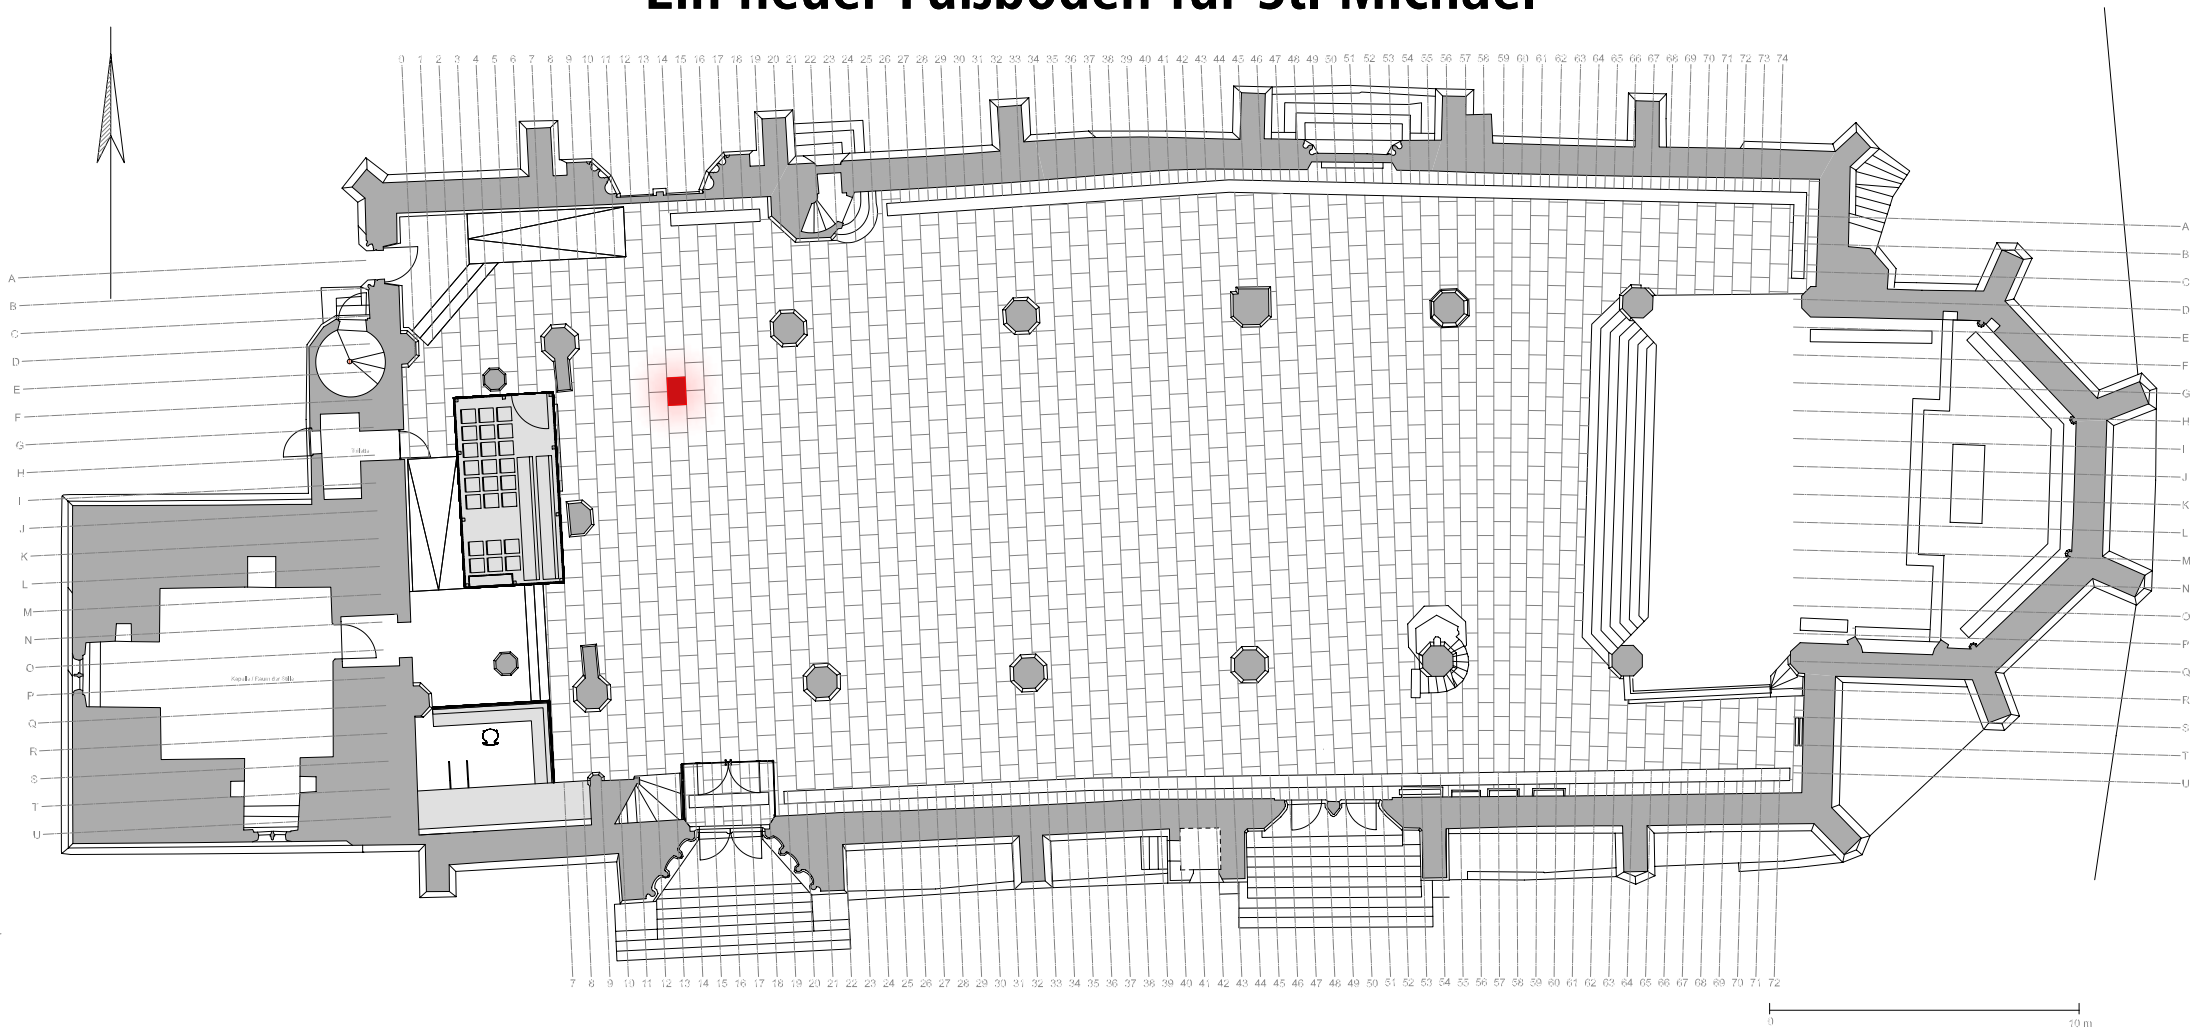 Ein neuer Fußboden für St. Michael
0 1 2 3 4 5 6 7 8 9 10 11 12 13 14 15 16 17 18 19 20 21 22 23 24 25 26 27 28 29 30 31 32 33 34 35 36 37 38 39 40 41 42 43 44 45 46 47 48 49 50 51 52 53 54 55 56 57 58 59 60 61 62 63 64 65 66 67 68 69 70 71 72 73 74
A
B
C
D
E
F
G
H
I
J
K
L
M
N
O
P
Q
R
S
T
U
A
B
C
D
E
F
G
H
I
J
K
L
M
N
O
P
Q
R
S
T
U
Kapelle / Raum der Stille
7 8 9 10 11 12 13 14 15 16 17 18 19 20 21 22 23 24 25 26 27 28 29 30 31 32 33 34 35 36 37 38 39 40 41 42 43 44 45 46 47 48 49 50 51 52 53 54 55 56 57 58 59 60 61 62 63 64 65 66 67 68 69 70 71 72
0 10 m